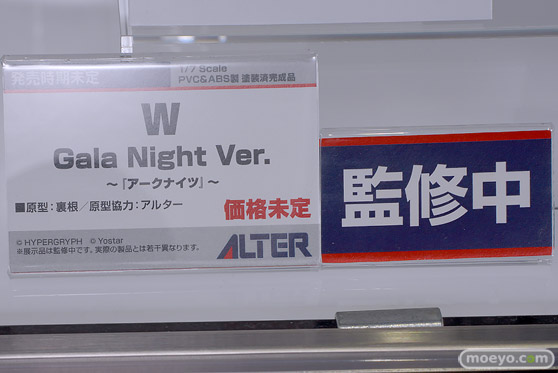 発売時期未定
1/7 Scale
PVC&ABS製 塗装済完成品
W
Gala Night Ver.
~『アークナイツ』~
■原型:裏根/原型協力:アルター
価格未定
© HYPERGRYPH © Yostar
※展示品は監修中です。実際の製品とは若干異なります。
ALTER
監修中
moeyo.com